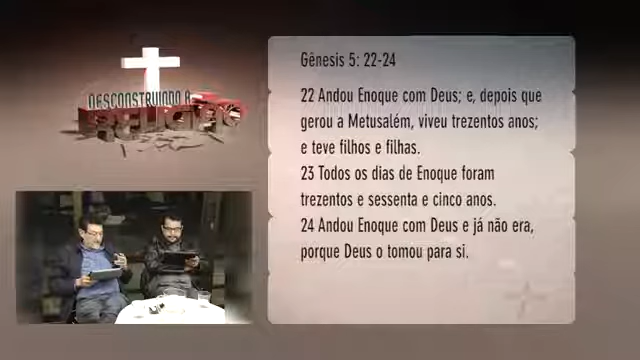 DESCONSTRUINDO A
RELIGIÃO
Gênesis 5: 22-24
22 Andou Enoque com Deus; e, depois que
gerou a Metusalém, viveu trezentos anos;
e teve filhos e filhas.
23 Todos os dias de Enoque foram
trezentos e sessenta e cinco anos.
24 Andou Enoque com Deus e já não era,
porque Deus o tomou para si.